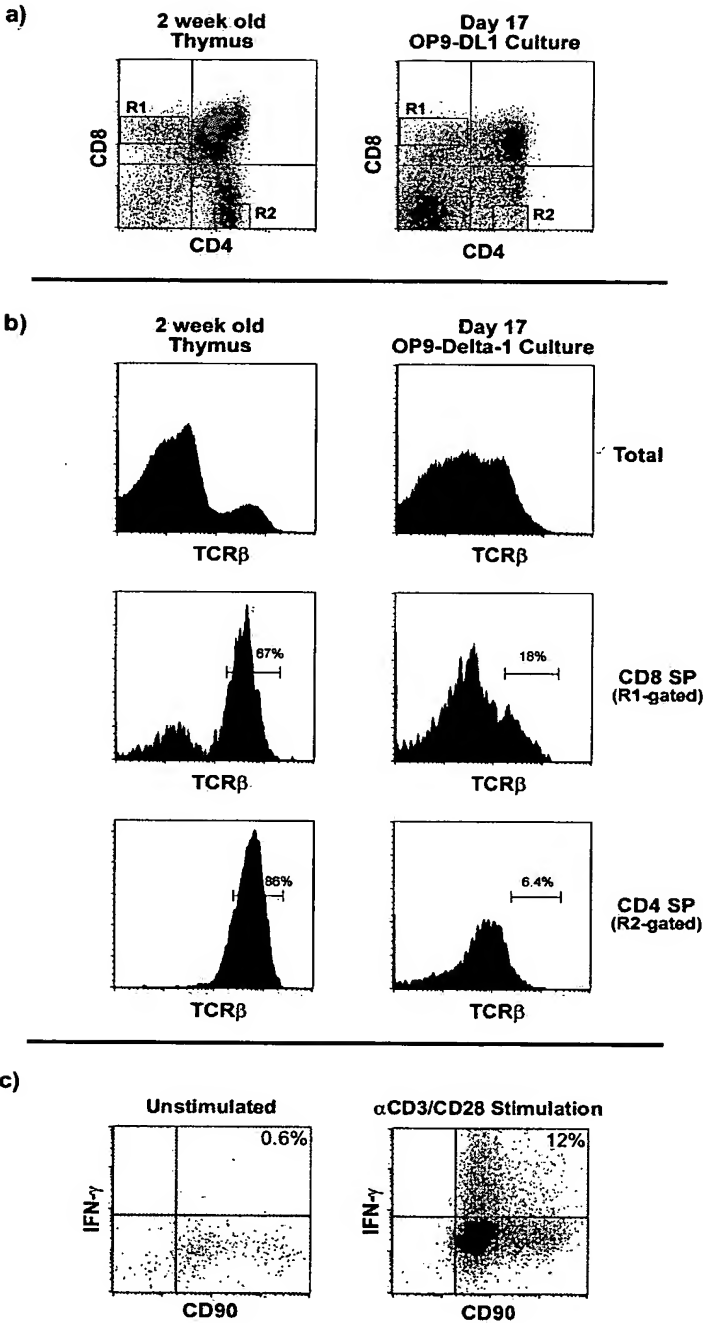 a)
2 week old
Thymus
Day 17
OP9-DL1 Culture
R1
R2
CD8
CD4
R1
R2
CD8
CD4
b)
2 week old
Thymus
Day 17
OP9-Delta-1 Culture
TCRβ
TCRβ
Total
67%
TCRβ
18%
TCRβ
CD8 SP
(R1-gated)
86%
TCRβ
6.4%
TCRβ
CD4 SP
(R2-gated)
c)
Unstimulated
αCD3/CD28 Stimulation
0.6%
IFN-γ
CD90
12%
IFN-γ
CD90